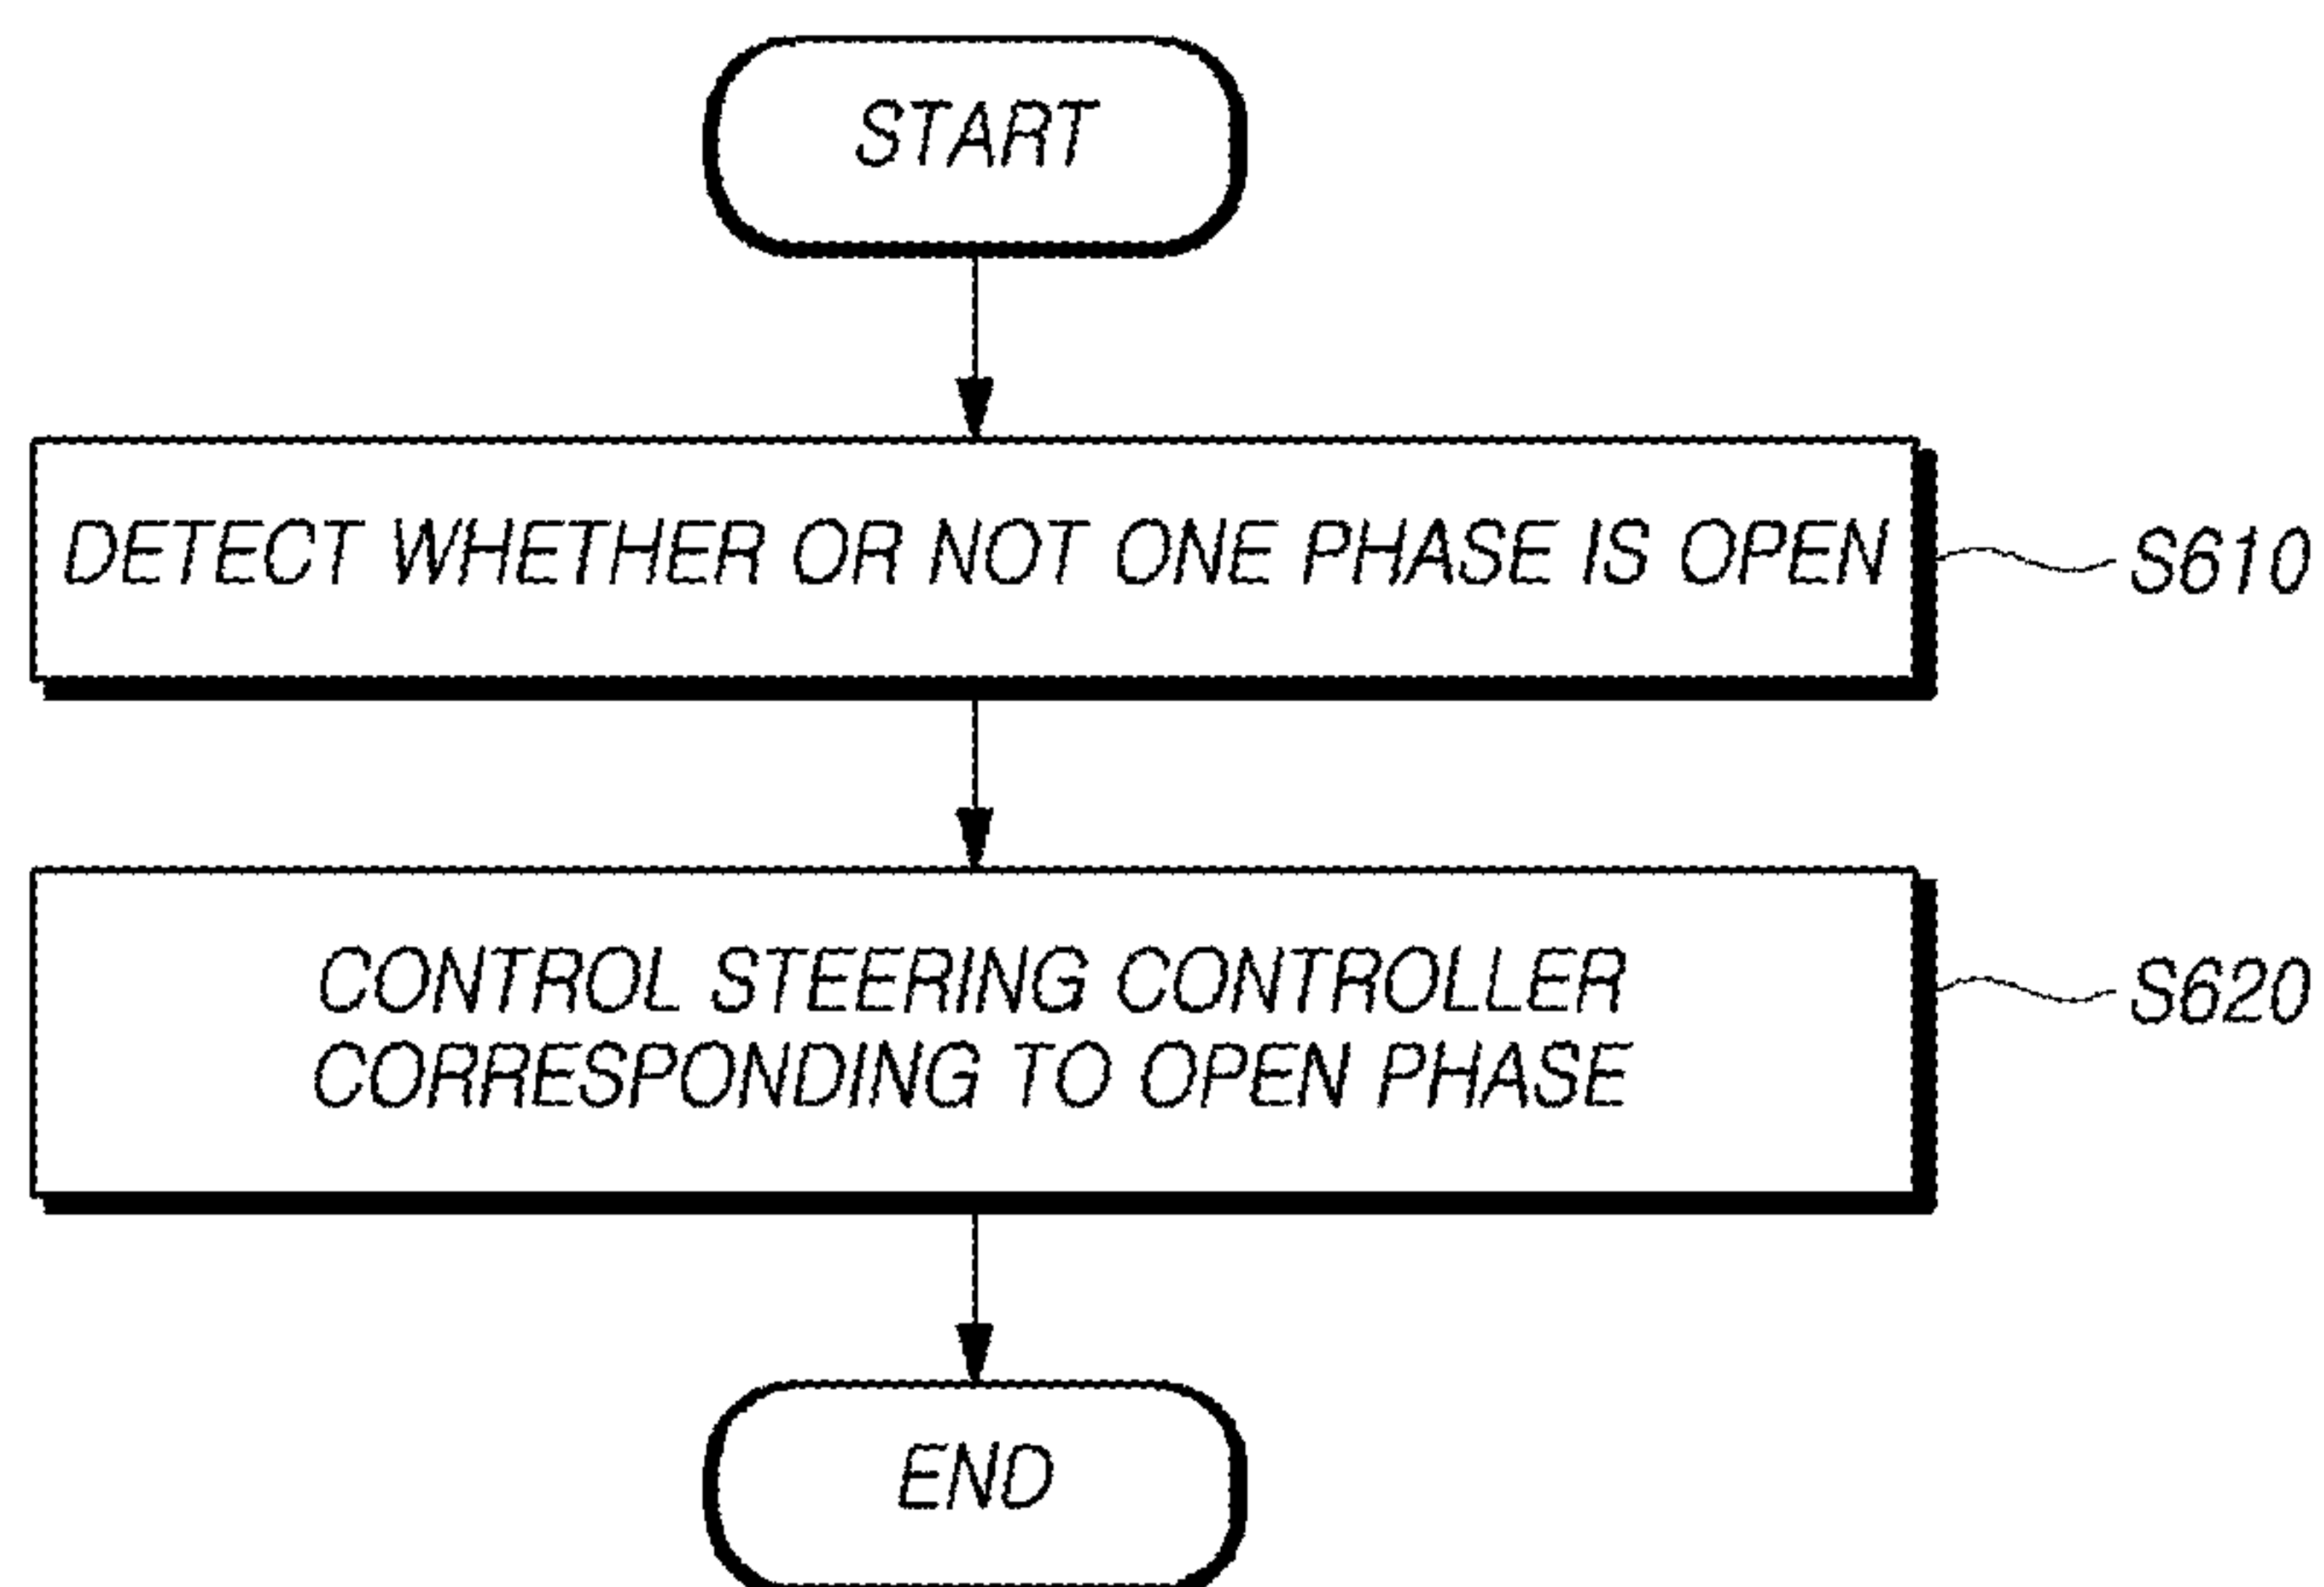 START
DETECT WHETHER OR NOT ONE PHASE IS OPEN
S610
CONTROL STEERING CONTROLLER
CORRESPONDING TO OPEN PHASE
S620
END